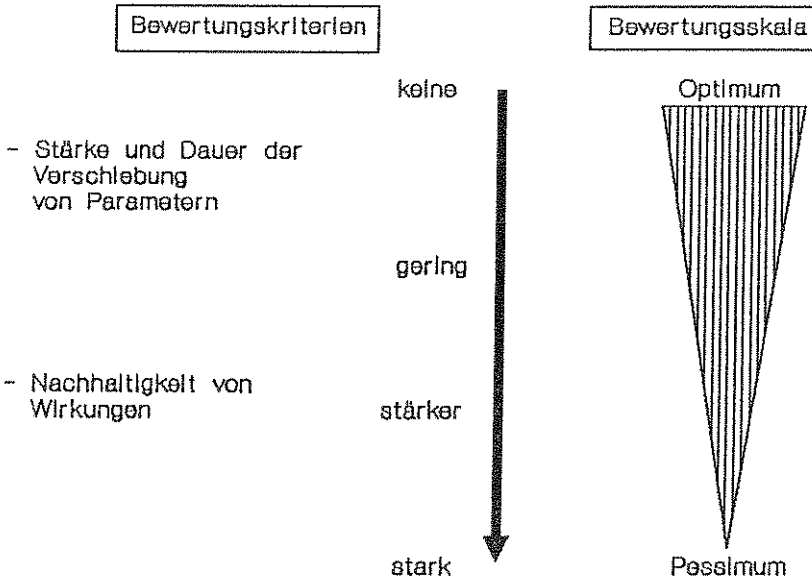 Bewertungskriterien
Bewertungsskala
keine
Optimum
- Stärke und Dauer der
Verschiebung
von Parametern
gering
- Nachhaltigkeit von
Wirkungen
stärker
stark
Pessimum